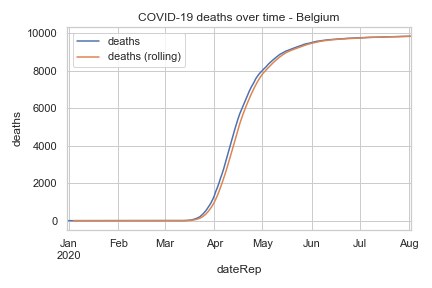 COVID-19 deaths over time - Belgium
10000
8000
6000
4000
2000
0
deaths
deaths
deaths (rolling)
Jan Feb Mar Apr May Jun Jul Aug
2020
dateRep